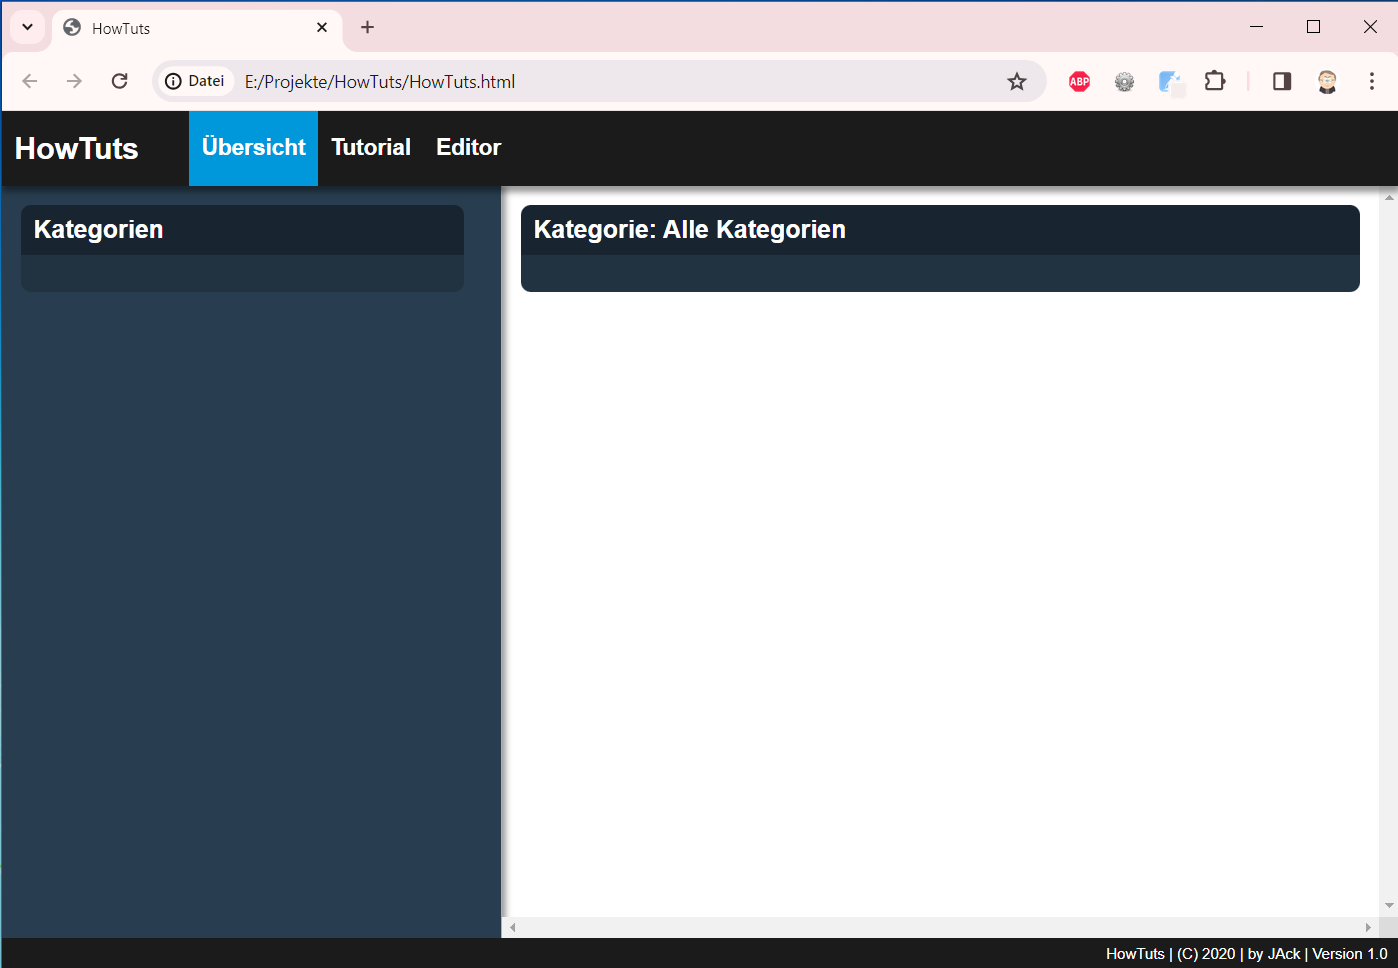 HowTuts
Datei E:/Projekte/HowTuts/HowTuts.html
ABP
HowTuts Übersicht Tutorial Editor
Kategorien
Kategorie: Alle Kategorien
HowTuts | (C) 2020 | by JAck | Version 1.0